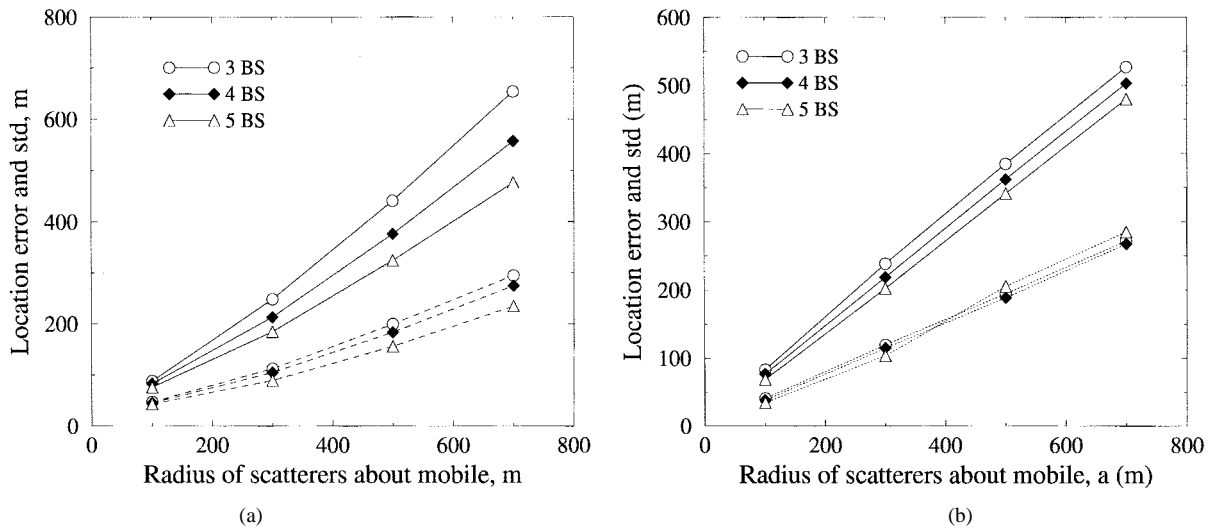 800
600
400
200
0
Location error and std, m
3 BS
4 BS
5 BS
0
200
400
600
800
Radius of scatterers about mobile, m
(a)
600
500
400
300
200
100
0
Location error and std (m)
3 BS
4 BS
5 BS
0
200
400
600
800
Radius of scatterers about mobile, a (m)
(b)